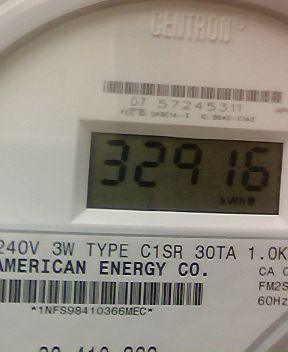 CENTRON
07 57245311
32916
kWh
240V 3W TYPE C1SR 30TA 1.0K
AMERICAN ENERGY CO.
CA 0
FM2S
60Hz
*1NFS98410366MEC*